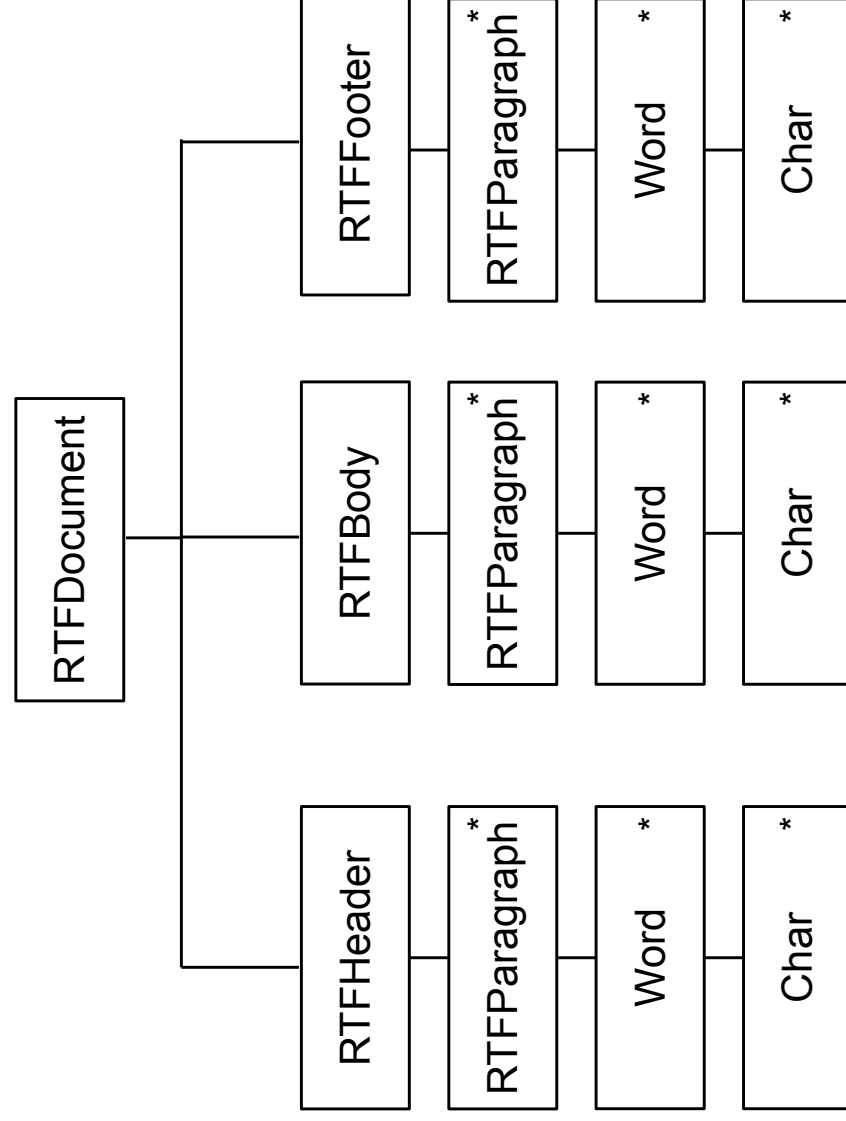 RTFDocument
RTFHeader
RTFBody
RTFFooter
RTFParagraph *
RTFParagraph *
RTFParagraph *
Word *
Word *
Word *
Char *
Char *
Char *